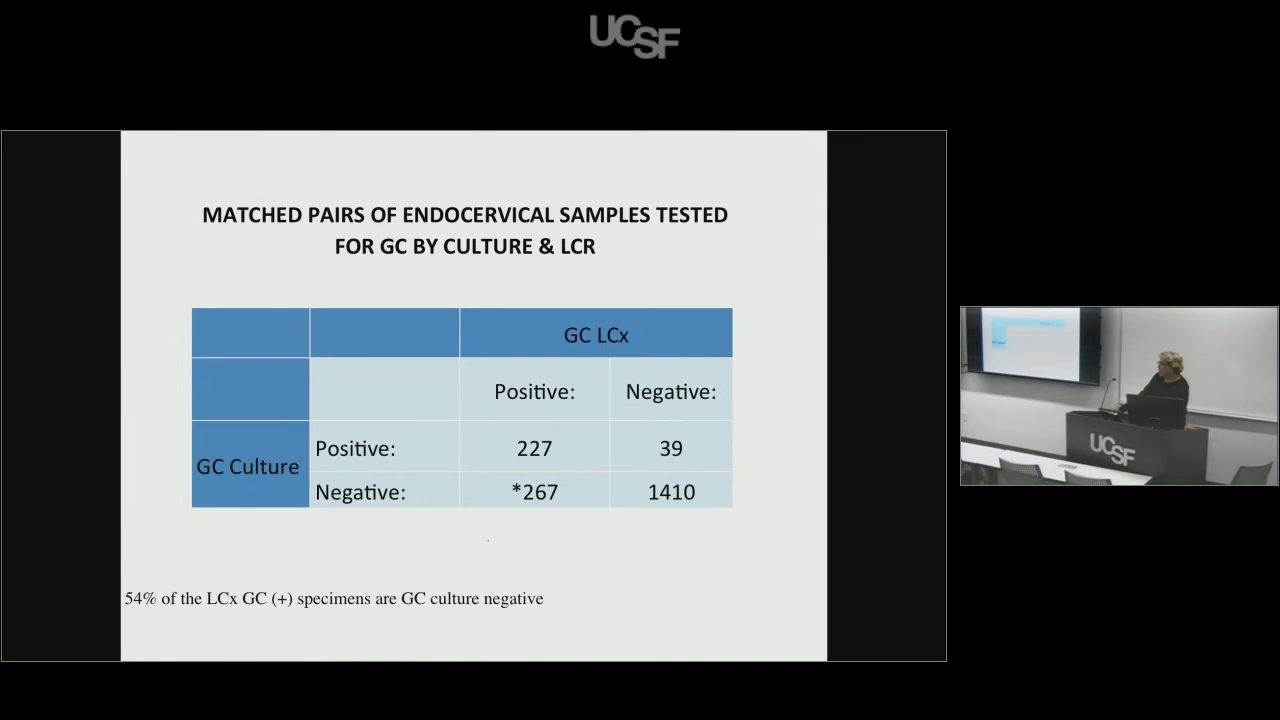 UCSF
MATCHED PAIRS OF ENDOCERVICAL SAMPLES TESTED
FOR GC BY CULTURE & LCR
GC LCx
Positive: Negative:
GC Culture
Positive: 227 39
Negative: *267 1410
54% of the LCx GC (+) specimens are GC culture negative
UCSF